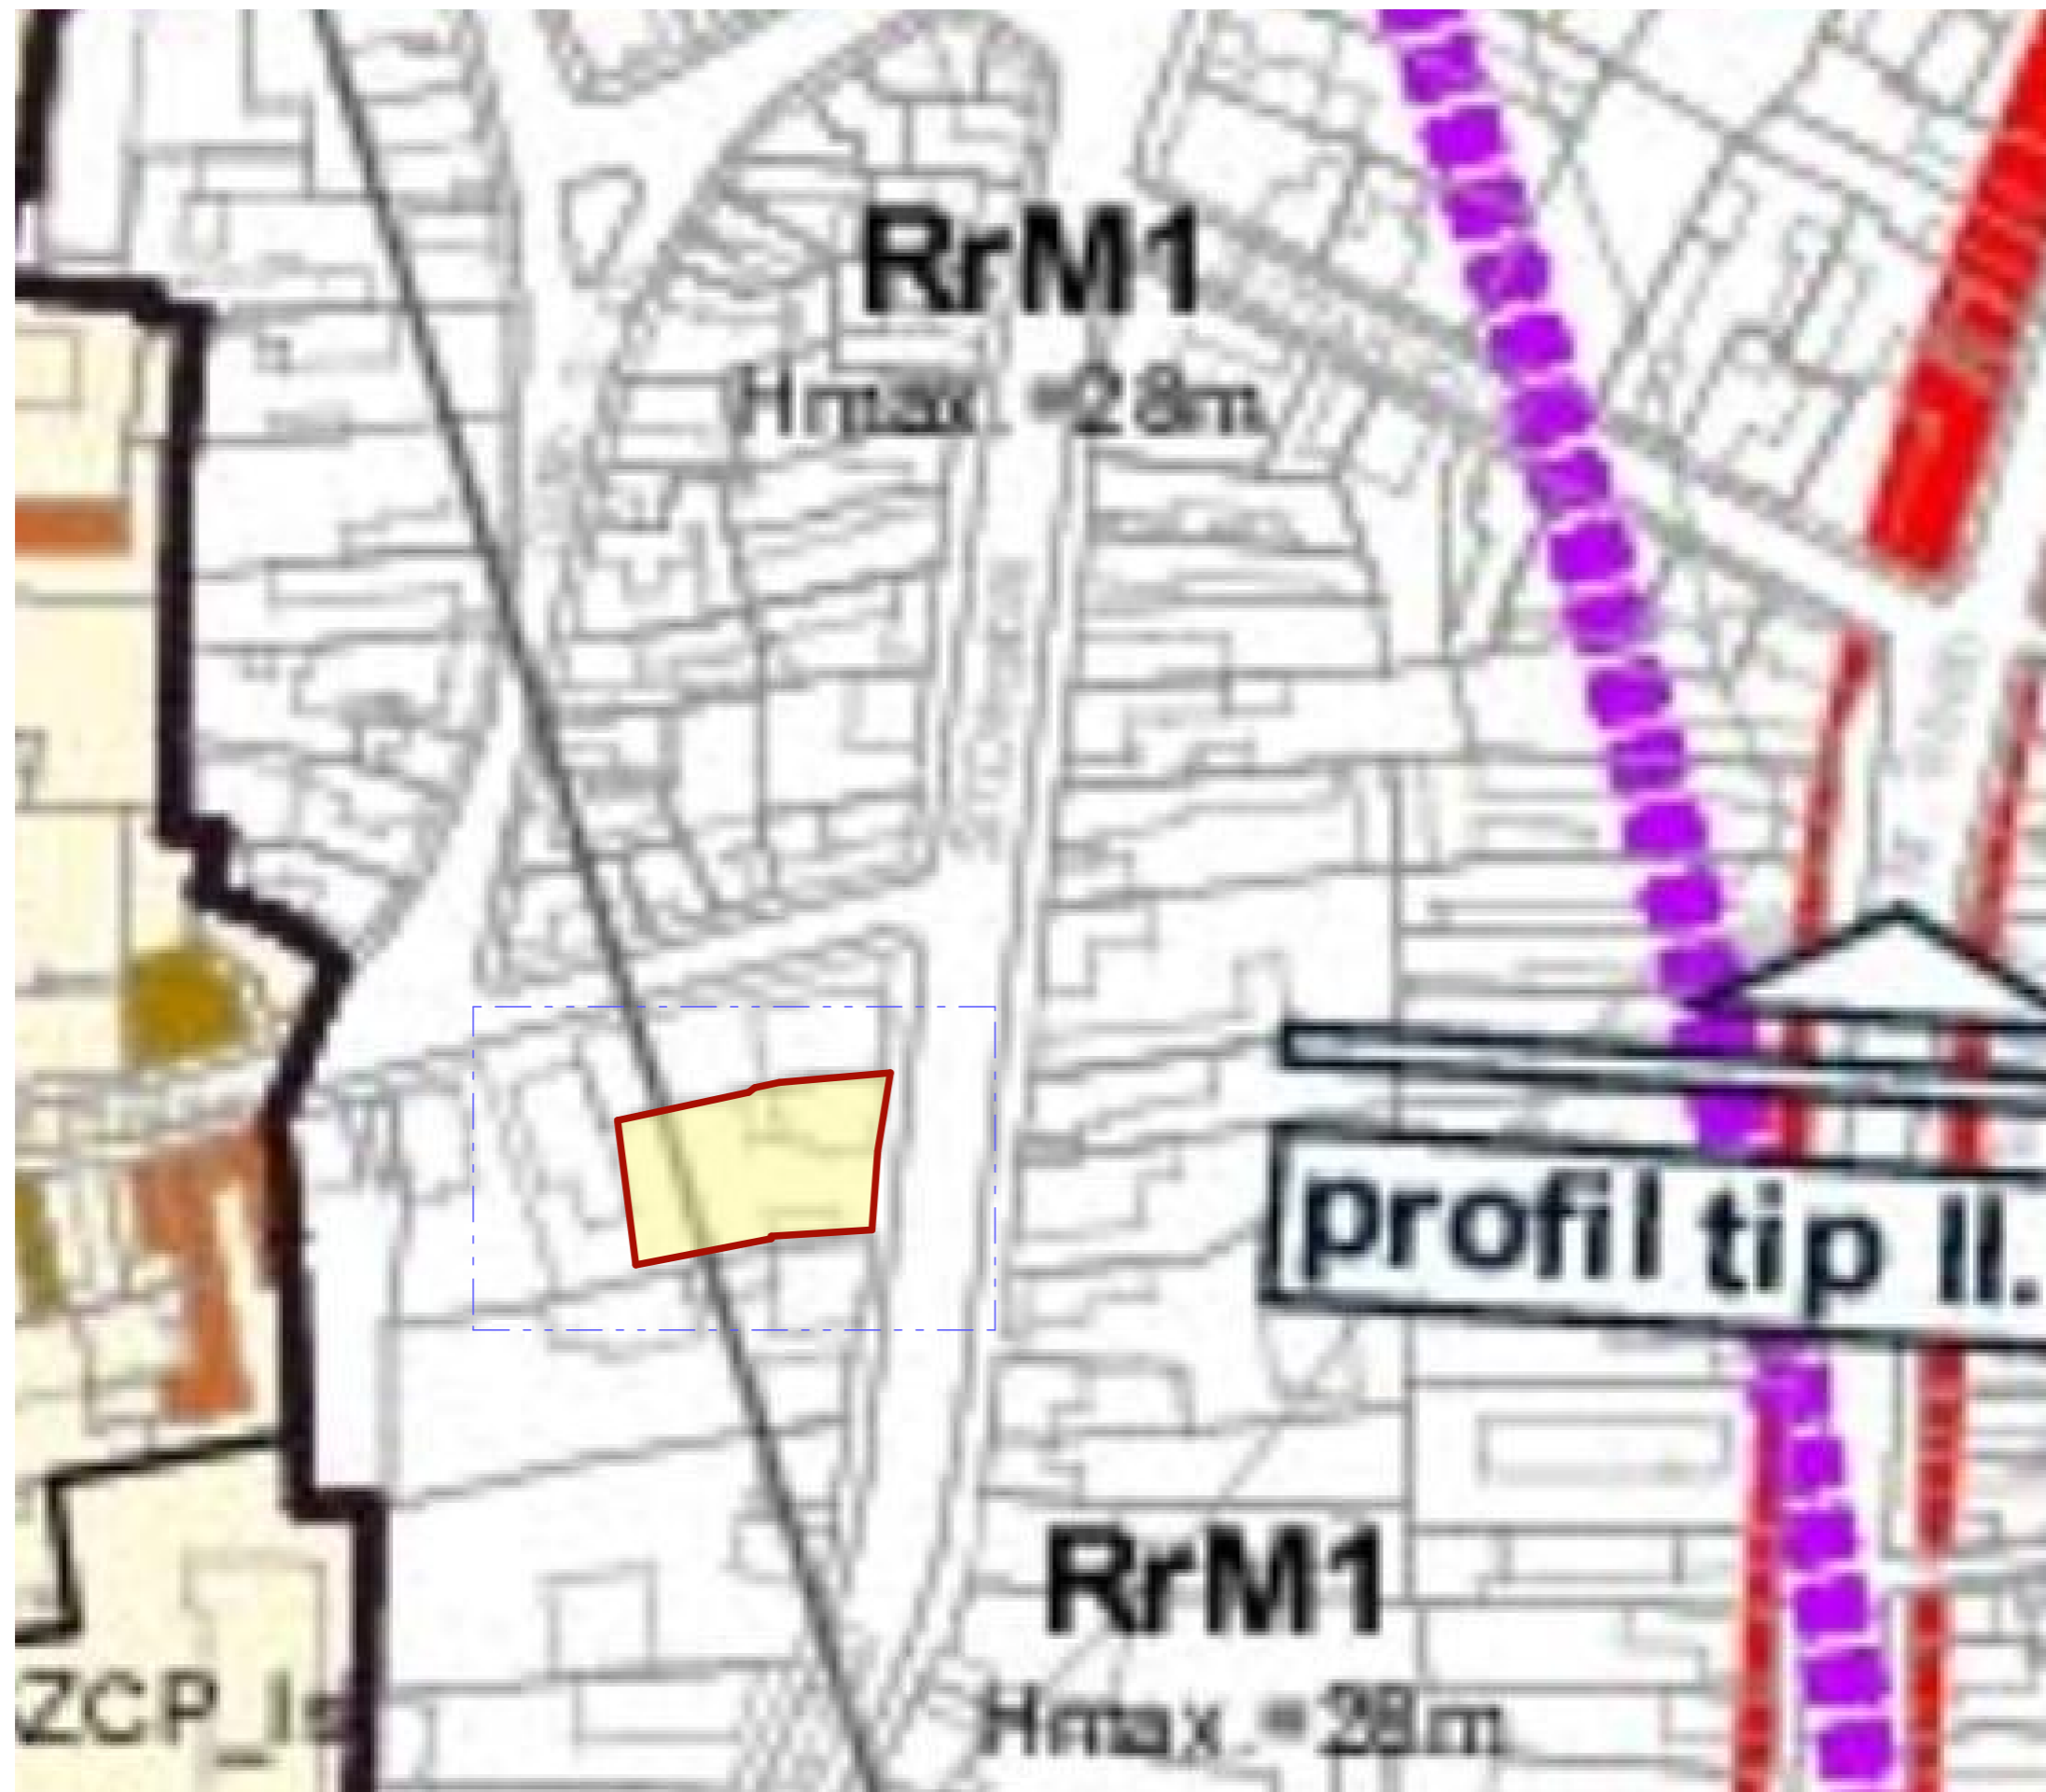 RrM1
Hmax.=28m
profil tip II.
RrM1
Hmax.=28m
ZCP_Is